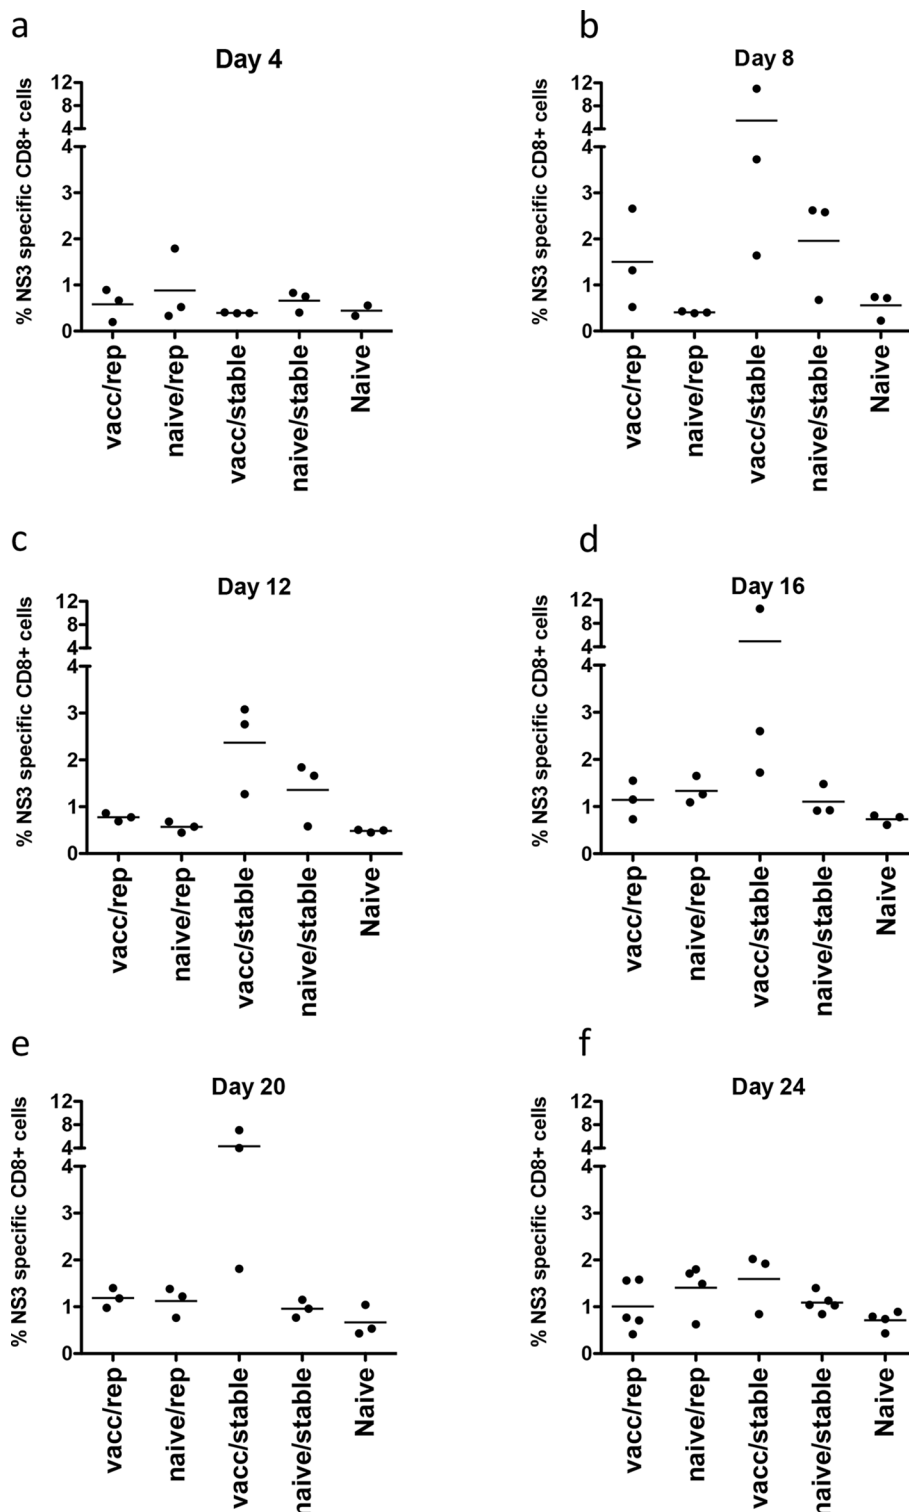 a
Day 4
% NS3 specific CD8+ cells
12
8
4
4
3
2
1
0
vacc/rep
naive/rep
vacc/stable
naive/stable
Naive
b
Day 8
% NS3 specific CD8+ cells
12
8
4
4
3
2
1
0
vacc/rep
naive/rep
vacc/stable
naive/stable
Naive
c
Day 12
% NS3 specific CD8+ cells
12
8
4
4
3
2
1
0
vacc/rep
naive/rep
vacc/stable
naive/stable
Naive
d
Day 16
% NS3 specific CD8+ cells
12
8
4
4
3
2
1
0
vacc/rep
naive/rep
vacc/stable
naive/stable
Naive
e
Day 20
% NS3 specific CD8+ cells
12
8
4
4
3
2
1
0
vacc/rep
naive/rep
vacc/stable
naive/stable
Naive
f
Day 24
% NS3 specific CD8+ cells
12
8
4
4
3
2
1
0
vacc/rep
naive/rep
vacc/stable
naive/stable
Naive